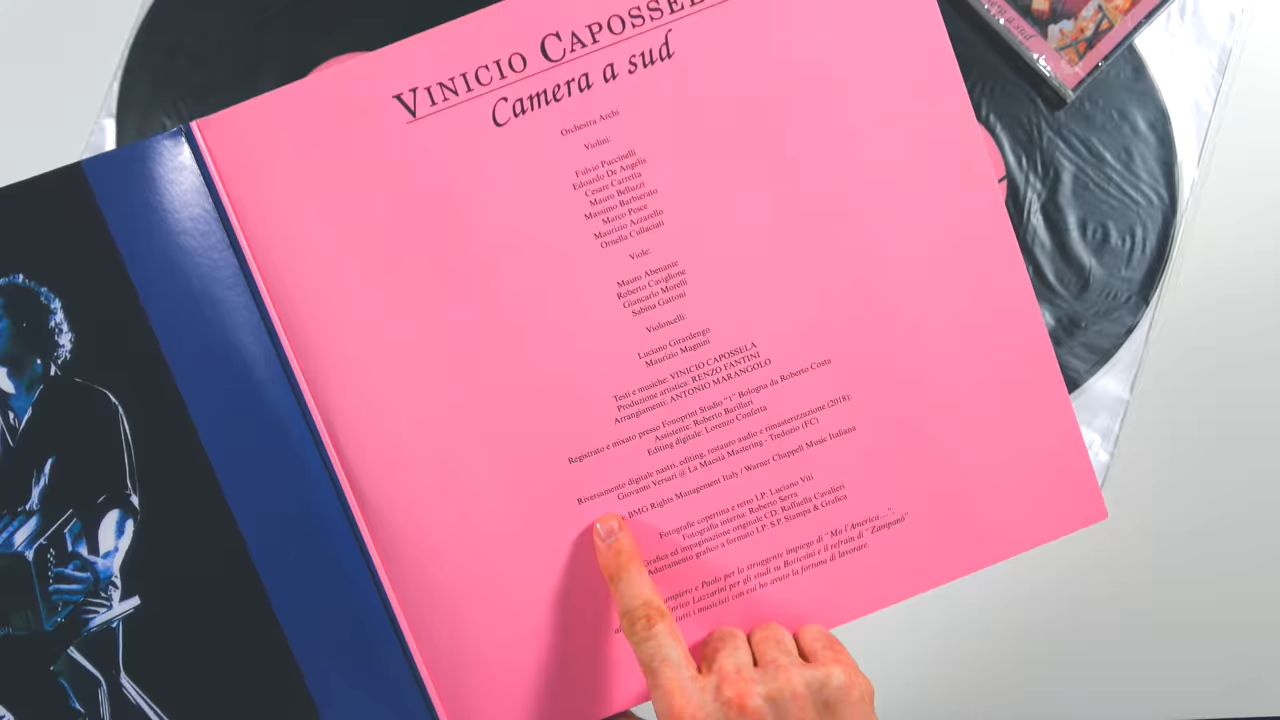 VINICIO CAPOSSEL
Camera a sud
Orchestra Archi
Violini:
Fulvio Puccinelli
Edoardo De Angelis
Cesare Carretta
Mauro Belluzzi
Massimo Barbierato
Marco Pesce
Maurizio Azzarello
Ornella Cullaciati
Viole:
Mauro Abenante
Roberto Caviglione
Giancarlo Morelli
Sabina Gattoni
Violoncelli:
Luciano Girardengo
Maurizio Magnini
Testi e musiche: VINICIO CAPOSSELA
Produzione artistica: RENZO FANTINI
Arrangiamenti: ANTONIO MARANGOLO
Registrato e mixato presso Fonoprint Studio "1" Bologna da Roberto Costa
Assistente: Roberto Barillari
Editing digitale: Lorenzo Confetta
Riversamento digitale nastri, editing, restauro audio e rimasterizzazione (2018):
Giovanni Versari @ La Maestà Mastering - Tredozio (FC)
BMG Rights Management Italy / Warner Chappell Music Italiana
Fotografie copertina e retro LP: Luciano Viti
Fotografia interna: Roberto Serra
Grafica ed impaginazione originale CD: Raffaella Cavalieri
Adattamento grafico a formato LP: S.P. Stampa & Grafica
e Paolo per lo struggente impiego di "Mo l'America...",
Lazzarini per gli studi su Bottesini e il refrain di "Zampanò"
tutti i musicisti con cui ho avuto la fortuna di lavorare.
a sud